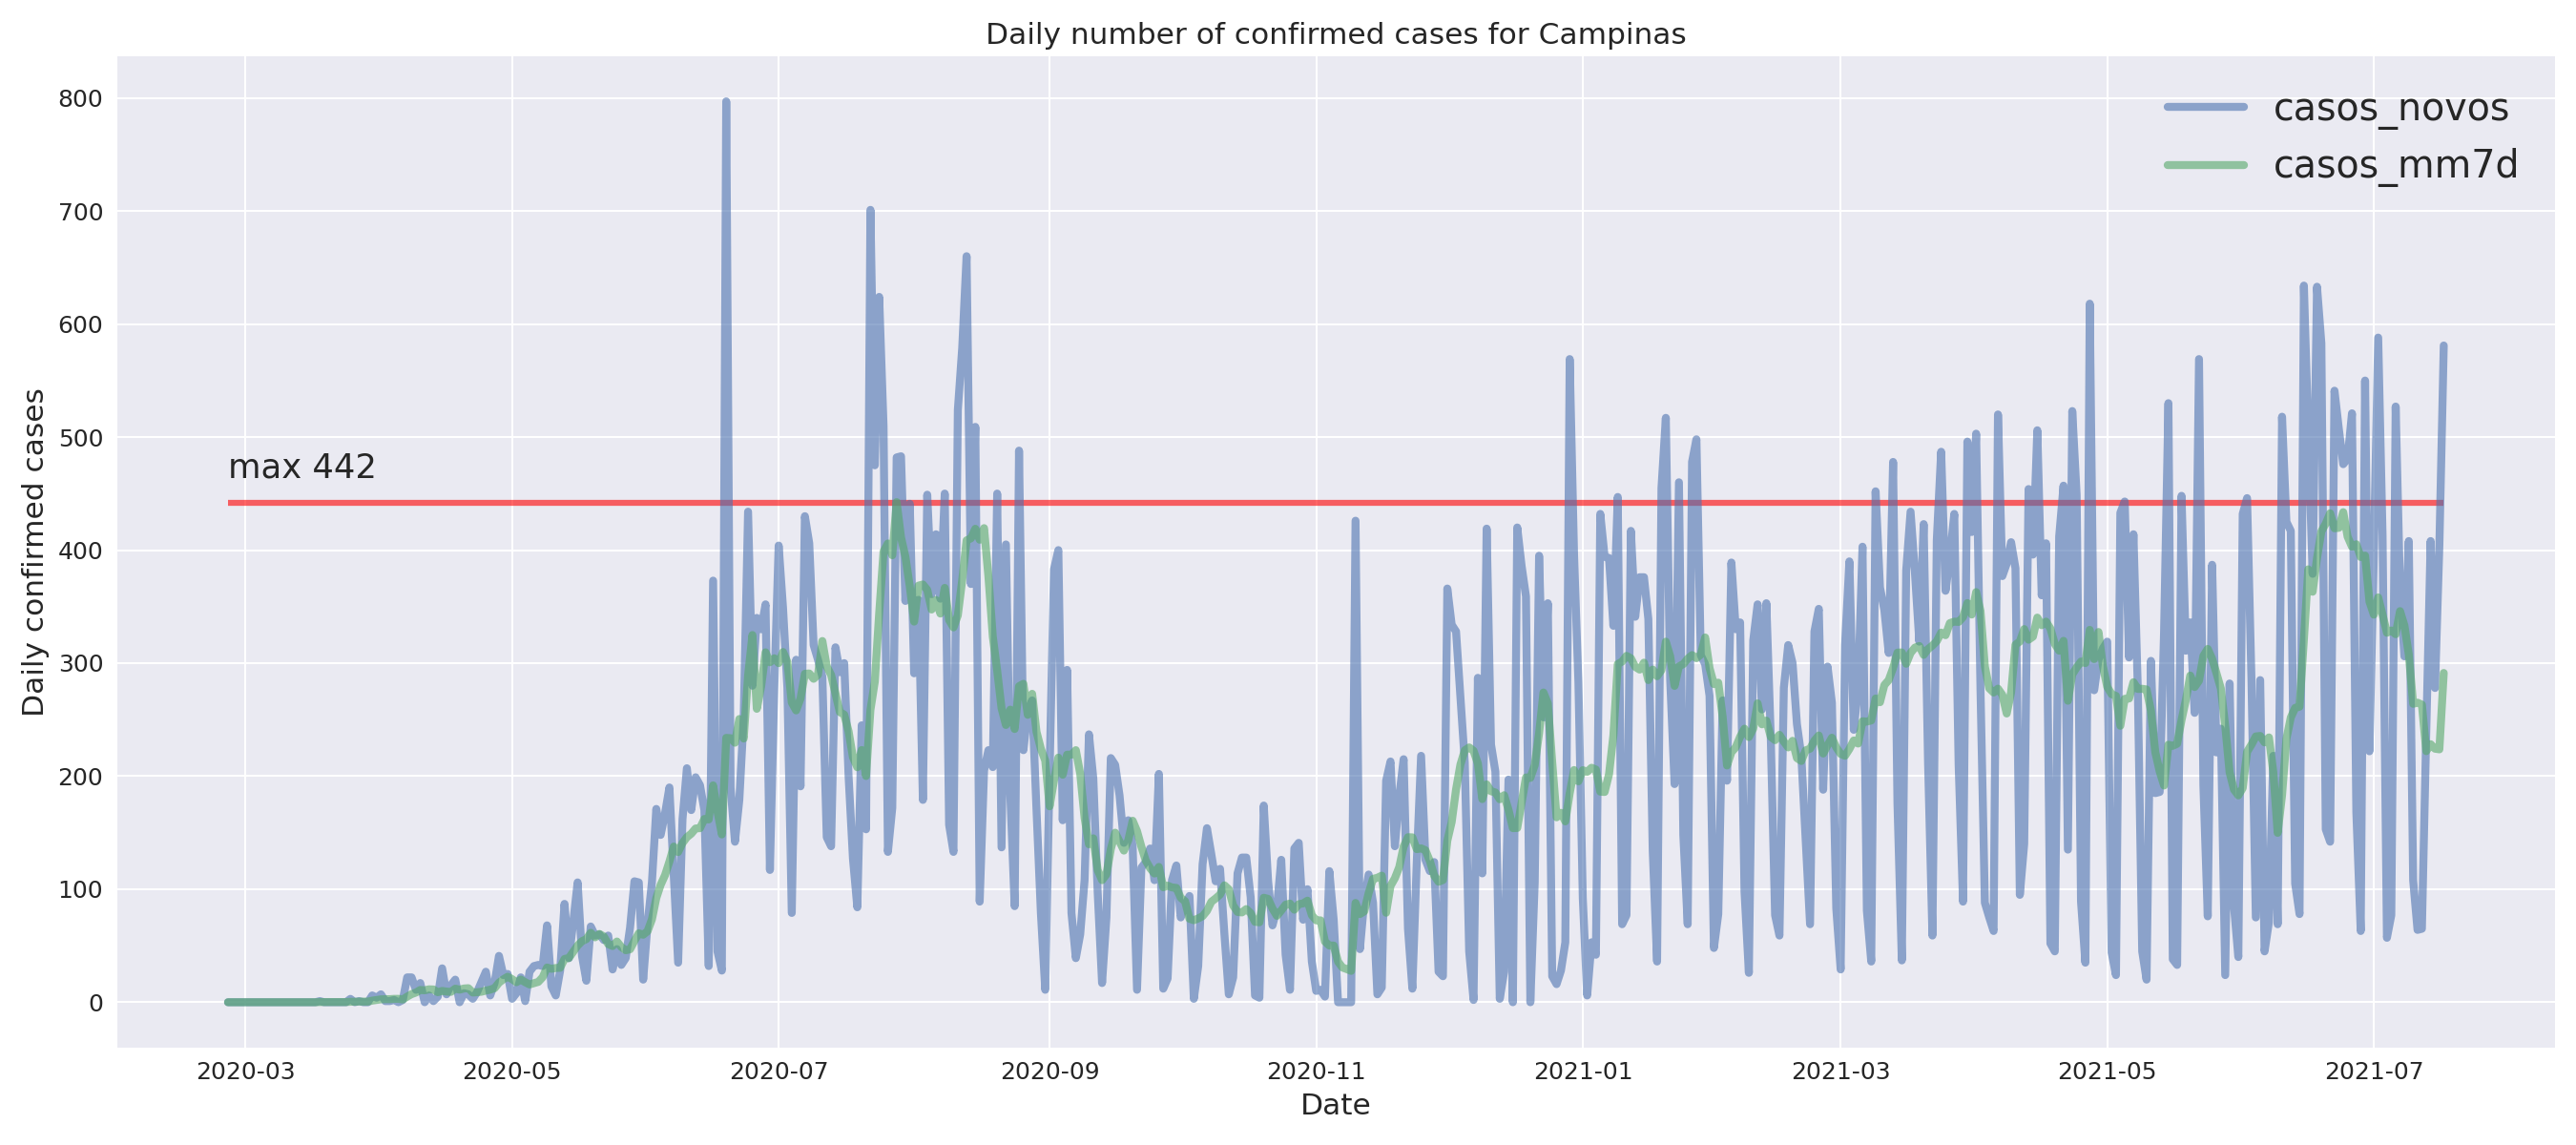 Daily number of confirmed cases for Campinas
casos_novos
casos_mm7d
800
700
600
500
400
300
200
100
0
Daily confirmed cases
max 442
2020-03 2020-05 2020-07 2020-09 2020-11 2021-01 2021-03 2021-05 2021-07
Date